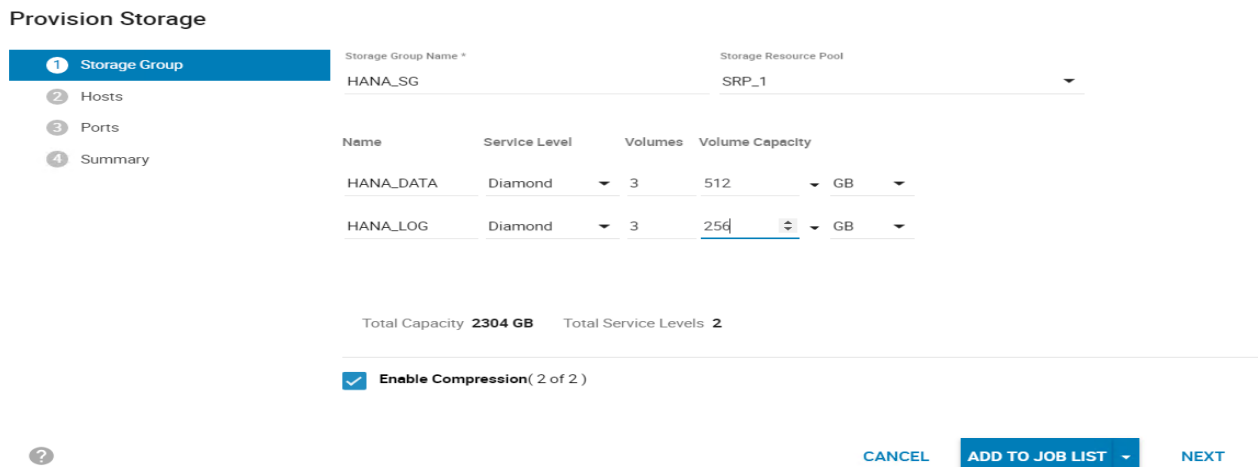 Provision Storage
1 Storage Group
2 Hosts
3 Ports
4 Summary
Storage Group Name * Storage Resource Pool
HANA_SG SRP_1
Name Service Level Volumes Volume Capacity
HANA_DATA Diamond 3 512 GB
HANA_LOG Diamond 3 256 GB
Total Capacity 2304 GB Total Service Levels 2
Enable Compression( 2 of 2 )
? CANCEL ADD TO JOB LIST NEXT